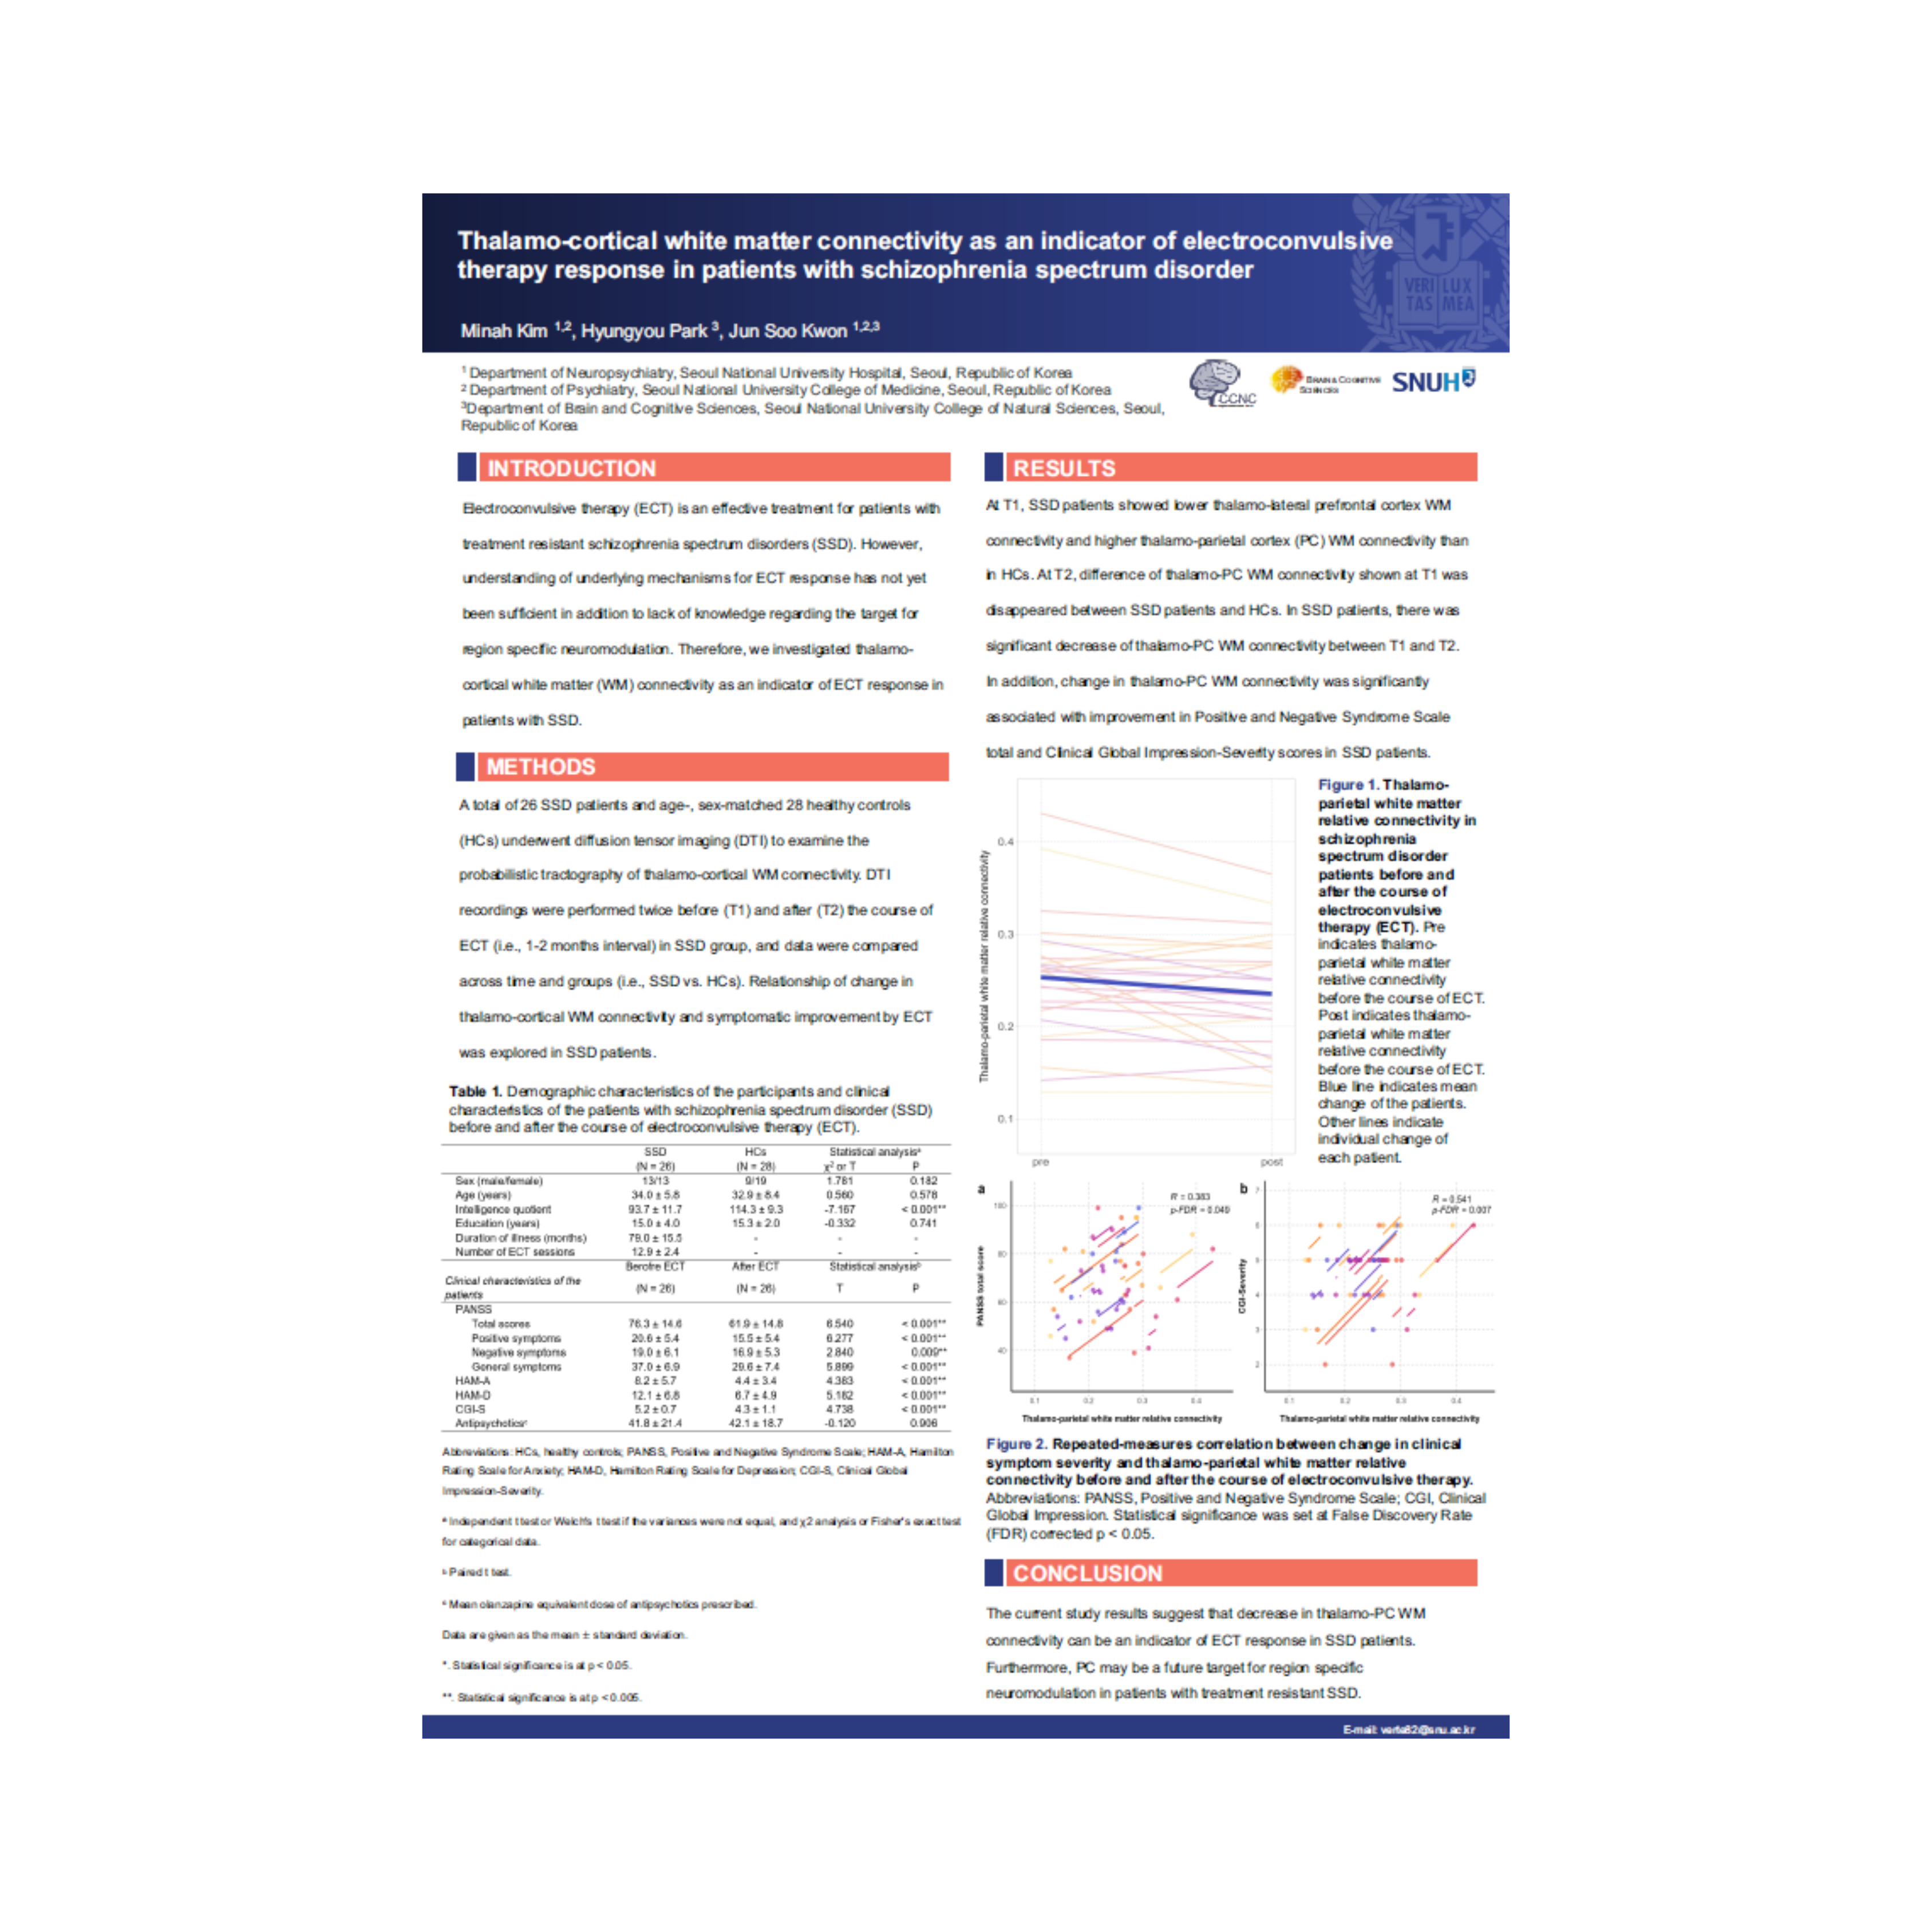 Thalamo-cortical white matter connectivity as an indicator of electroconvulsive
therapy response in patients with schizophrenia spectrum disorder
VERI LUX
TAS MEA
Minah Kim 1,2, Hyungyou Park 3, Jun Soo Kwon 1,2,3
1 Department of Neuropsychiatry, Seoul National University Hospital, Seoul, Republic of Korea
2 Department of Psychiatry, Seoul National University College of Medicine, Seoul, Republic of Korea
3Department of Brain and Cognitive Sciences, Seoul National University College of Natural Sciences, Seoul,
Republic of Korea
CCNC
BRAIN & COGNITIVE
SCIENCES
SNUH
INTRODUCTION
Electroconvulsive therapy (ECT) is an effective treatment for patients with
treatment resistant schizophrenia spectrum disorders (SSD). However,
understanding of underlying mechanisms for ECT response has not yet
been sufficient in addition to lack of knowledge regarding the target for
region specific neuromodulation. Therefore, we investigated thalamo-
cortical white matter (WM) connectivity as an indicator of ECT response in
patients with SSD.
METHODS
A total of 26 SSD patients and age-, sex-matched 28 healthy controls
(HCs) underwent diffusion tensor imaging (DTI) to examine the
probabilistic tractography of thalamo-cortical WM connectivity. DTI
recordings were performed twice before (T1) and after (T2) the course of
ECT (i.e., 1-2 months interval) in SSD group, and data were compared
across time and groups (i.e., SSD vs. HCs). Relationship of change in
thalamo-cortical WM connectivity and symptomatic improvement by ECT
was explored in SSD patients.
Table 1. Demographic characteristics of the participants and clinical
characteristics of the patients with schizophrenia spectrum disorder (SSD)
before and after the course of electroconvulsive therapy (ECT).
SSD HCs Statistical analysisa
(N = 26) (N = 28) χ2 or T P
Sex (male/female) 13/13 9/19 1.781 0.182
Age (years) 34.0 ± 5.8 32.9 ± 8.4 0.560 0.578
Intelligence quotient 93.7 ± 11.7 114.3 ± 9.3 -7.167 < 0.001**
Education (years) 15.0 ± 4.0 15.3 ± 2.0 -0.332 0.741
Duration of illness (months) 79.0 ± 15.5 - - -
Number of ECT sessions 12.9 ± 2.4 - - -
Berofre ECT After ECT Statistical analysisb
Clinical characteristics of the
patients (N = 26) (N = 26) T P
PANSS
Total scores 76.3 ± 14.6 61.9 ± 14.8 6.540 < 0.001**
Positive symptoms 20.6 ± 5.4 15.5 ± 5.4 6.277 < 0.001**
Negative symptoms 19.0 ± 6.1 16.9 ± 5.3 2.840 0.009**
General symptoms 37.0 ± 6.9 29.6 ± 7.4 5.899 < 0.001**
HAM-A 8.2 ± 5.7 4.4 ± 3.4 4.383 < 0.001**
HAM-D 12.1 ± 6.8 6.7 ± 4.9 5.182 < 0.001**
CGI-S 5.2 ± 0.7 4.3 ± 1.1 4.738 < 0.001**
Antipsychoticsc 41.8 ± 21.4 42.1 ± 18.7 -0.120 0.906
Abbreviations: HCs, healthy controls; PANSS, Positive and Negative Syndrome Scale; HAM-A, Hamilton
Rating Scale for Anxiety; HAM-D, Hamilton Rating Scale for Depression; CGI-S, Clinical Global
Impression-Severity.
a Independent t test or Welch's t test if the variances were not equal, and χ2 analysis or Fisher's exact test
for categorical data.
b Paired t test.
c Mean olanzapine equivalent dose of antipsychotics prescribed.
Data are given as the mean ± standard deviation.
*. Statistical significance is at p < 0.05.
**. Statistical significance is at p < 0.005.
RESULTS
At T1, SSD patients showed lower thalamo-lateral prefrontal cortex WM
connectivity and higher thalamo-parietal cortex (PC) WM connectivity than
in HCs. At T2, difference of thalamo-PC WM connectivity shown at T1 was
disappeared between SSD patients and HCs. In SSD patients, there was
significant decrease of thalamo-PC WM connectivity between T1 and T2.
In addition, change in thalamo-PC WM connectivity was significantly
associated with improvement in Positive and Negative Syndrome Scale
total and Clinical Global Impression-Severity scores in SSD patients.
Thalamo-parietal white matter relative connectivity
0.4
0.3
0.2
0.1
pre post
Figure 1. Thalamo-
parietal white matter
relative connectivity in
schizophrenia
spectrum disorder
patients before and
after the course of
electroconvulsive
therapy (ECT). Pre
indicates thalamo-
parietal white matter
relative connectivity
before the course of ECT.
Post indicates thalamo-
parietal white matter
relative connectivity
before the course of ECT.
Blue line indicates mean
change of the patients.
Other lines indicate
individual change of
each patient.
a
R = 0.383
p-FDR = 0.049
PANSS total score
100
80
60
40
0.1 0.2 0.3 0.4
Thalamo-parietal white matter relative connectivity
b
R = 0.541
p-FDR = 0.007
CGI-Severity
7
6
5
4
3
2
0.1 0.2 0.3 0.4
Thalamo-parietal white matter relative connectivity
Figure 2. Repeated-measures correlation between change in clinical
symptom severity and thalamo-parietal white matter relative
connectivity before and after the course of electroconvulsive therapy.
Abbreviations: PANSS, Positive and Negative Syndrome Scale; CGI, Clinical
Global Impression. Statistical significance was set at False Discovery Rate
(FDR) corrected p < 0.05.
CONCLUSION
The current study results suggest that decrease in thalamo-PC WM
connectivity can be an indicator of ECT response in SSD patients.
Furthermore, PC may be a future target for region specific
neuromodulation in patients with treatment resistant SSD.
E-mail: verte82@snu.ac.kr